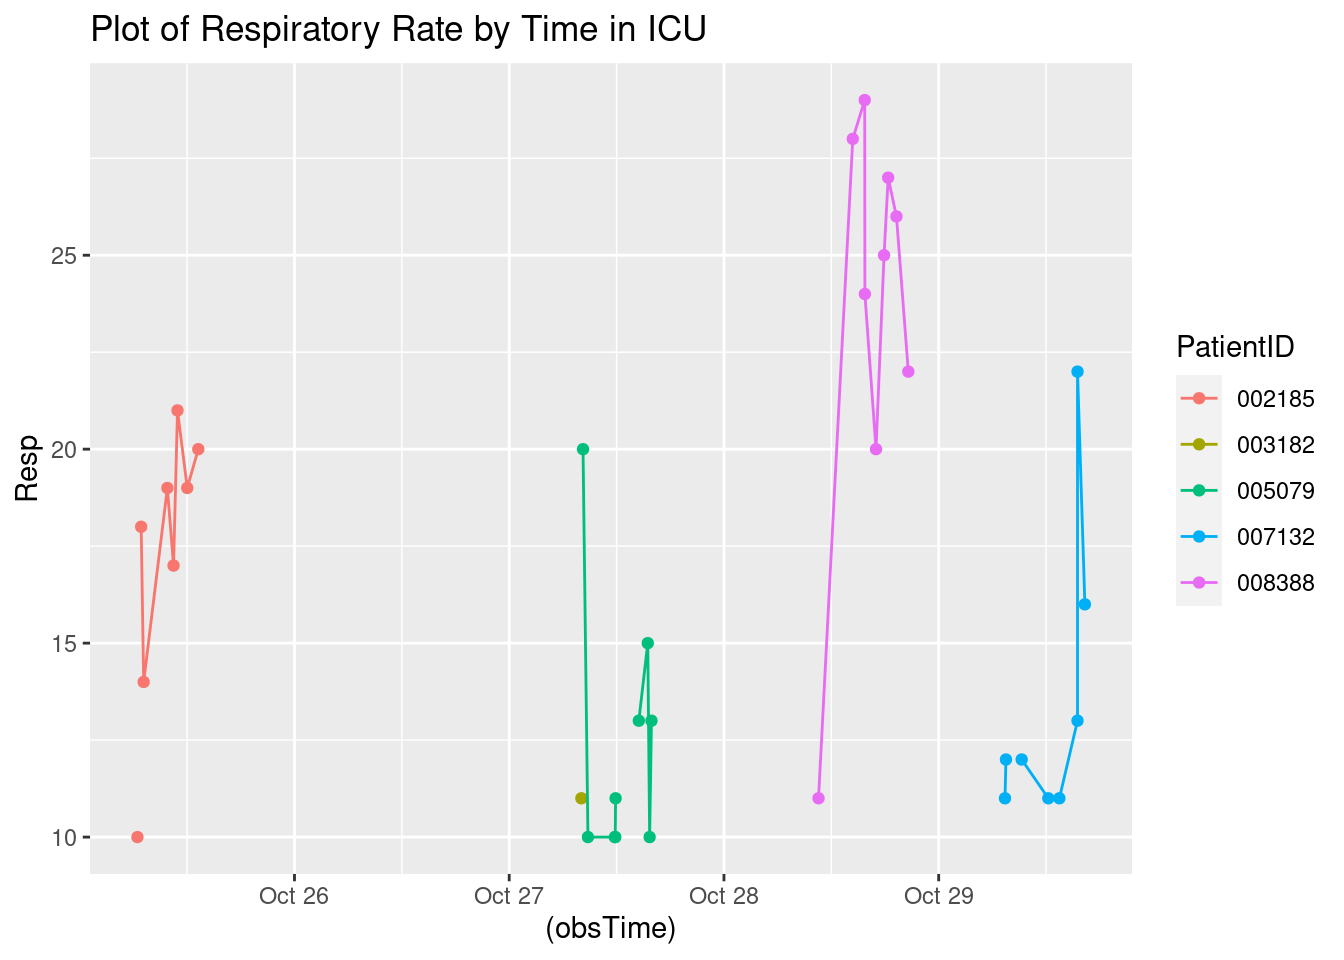 Plot of Respiratory Rate by Time in ICU
Resp
25
20
15
10
Oct 26
Oct 27
Oct 28
Oct 29
(obsTime)
PatientID
002185
003182
005079
007132
008388